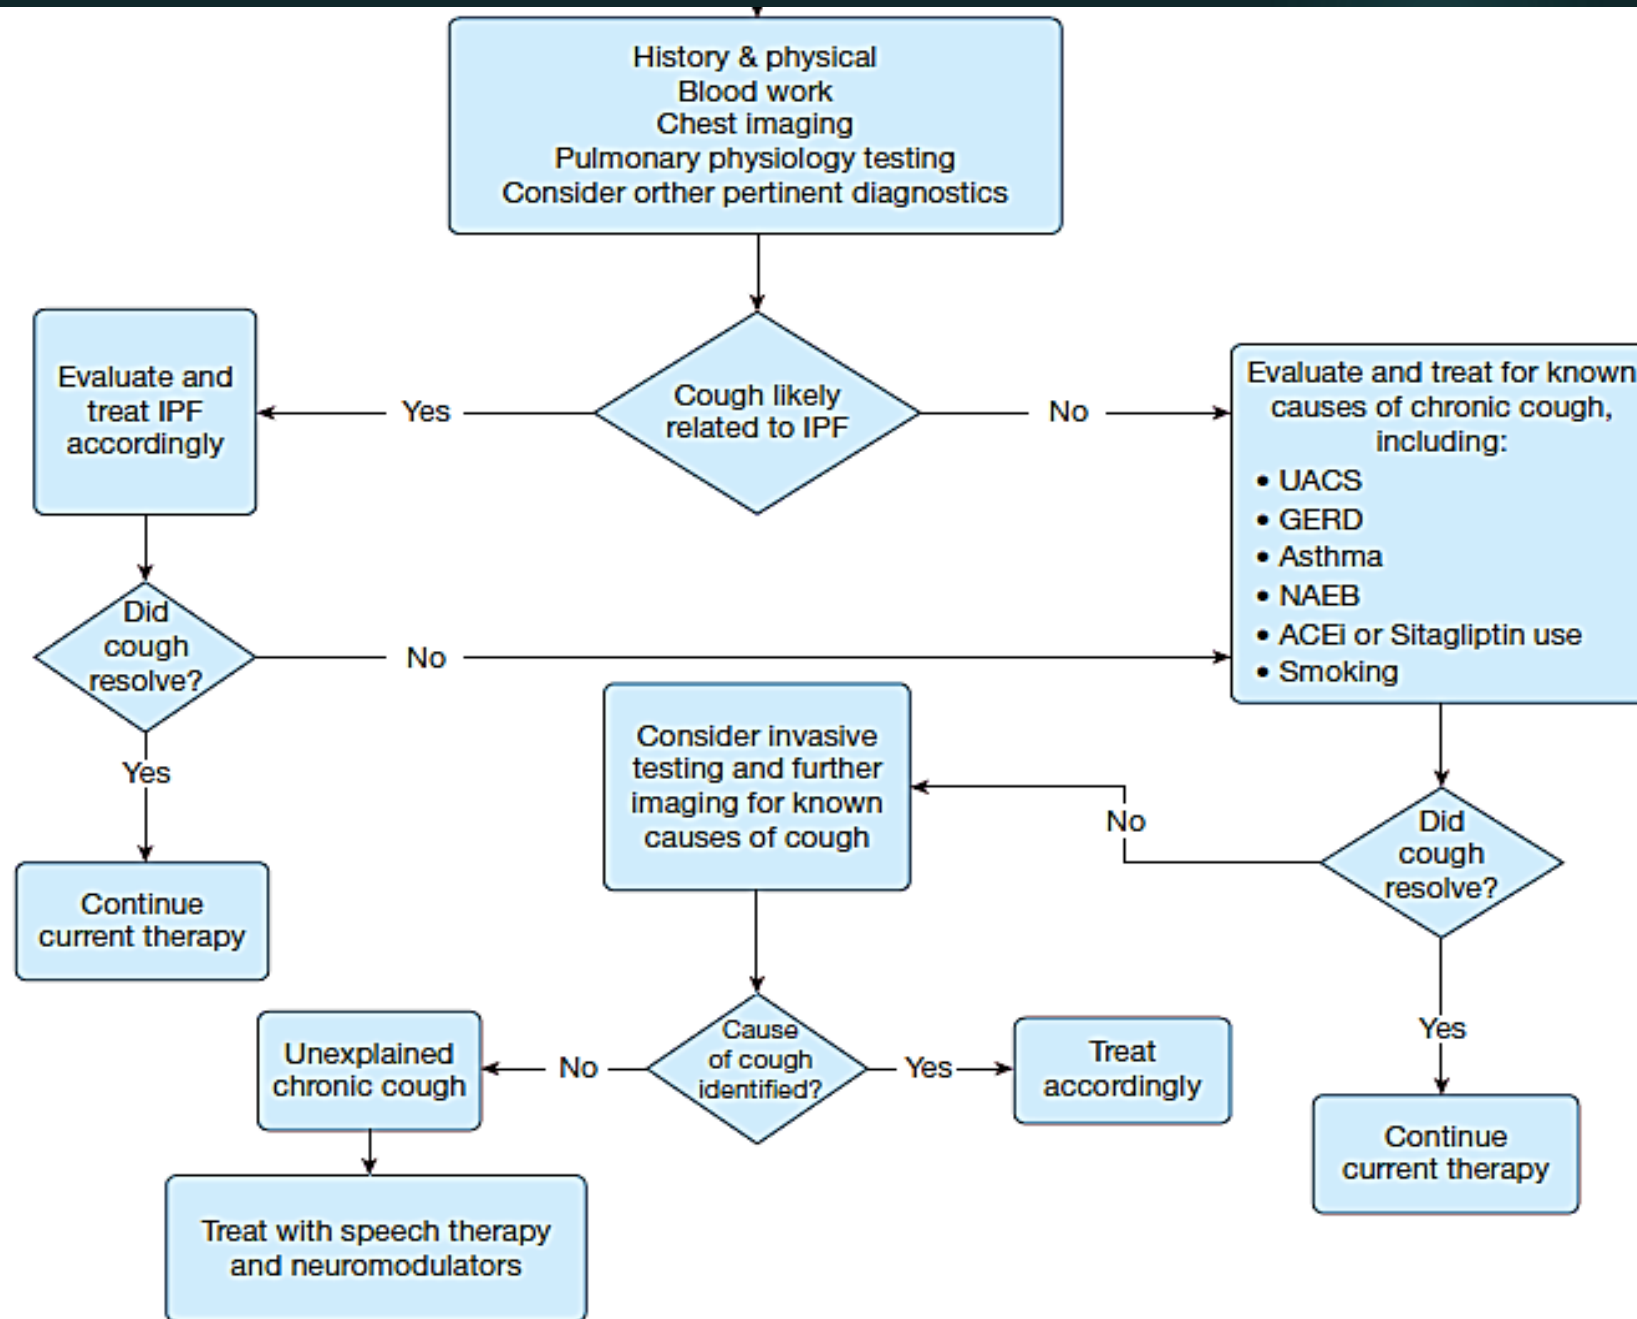 History & physical
Blood work
Chest imaging
Pulmonary physiology testing
Consider orther pertinent diagnostics
Cough likely
related to IPF
Yes
No
Evaluate and
treat IPF
accordingly
Evaluate and treat for known
causes of chronic cough,
including:
• UACS
• GERD
• Asthma
• NAEB
• ACEi or Sitagliptin use
• Smoking
Did
cough
resolve?
No
Yes
Continue
current therapy
Did
cough
resolve?
No
Yes
Continue
current therapy
Consider invasive
testing and further
imaging for known
causes of cough
Cause
of cough
identified?
No
Yes
Treat
accordingly
Unexplained
chronic cough
Treat with speech therapy
and neuromodulators